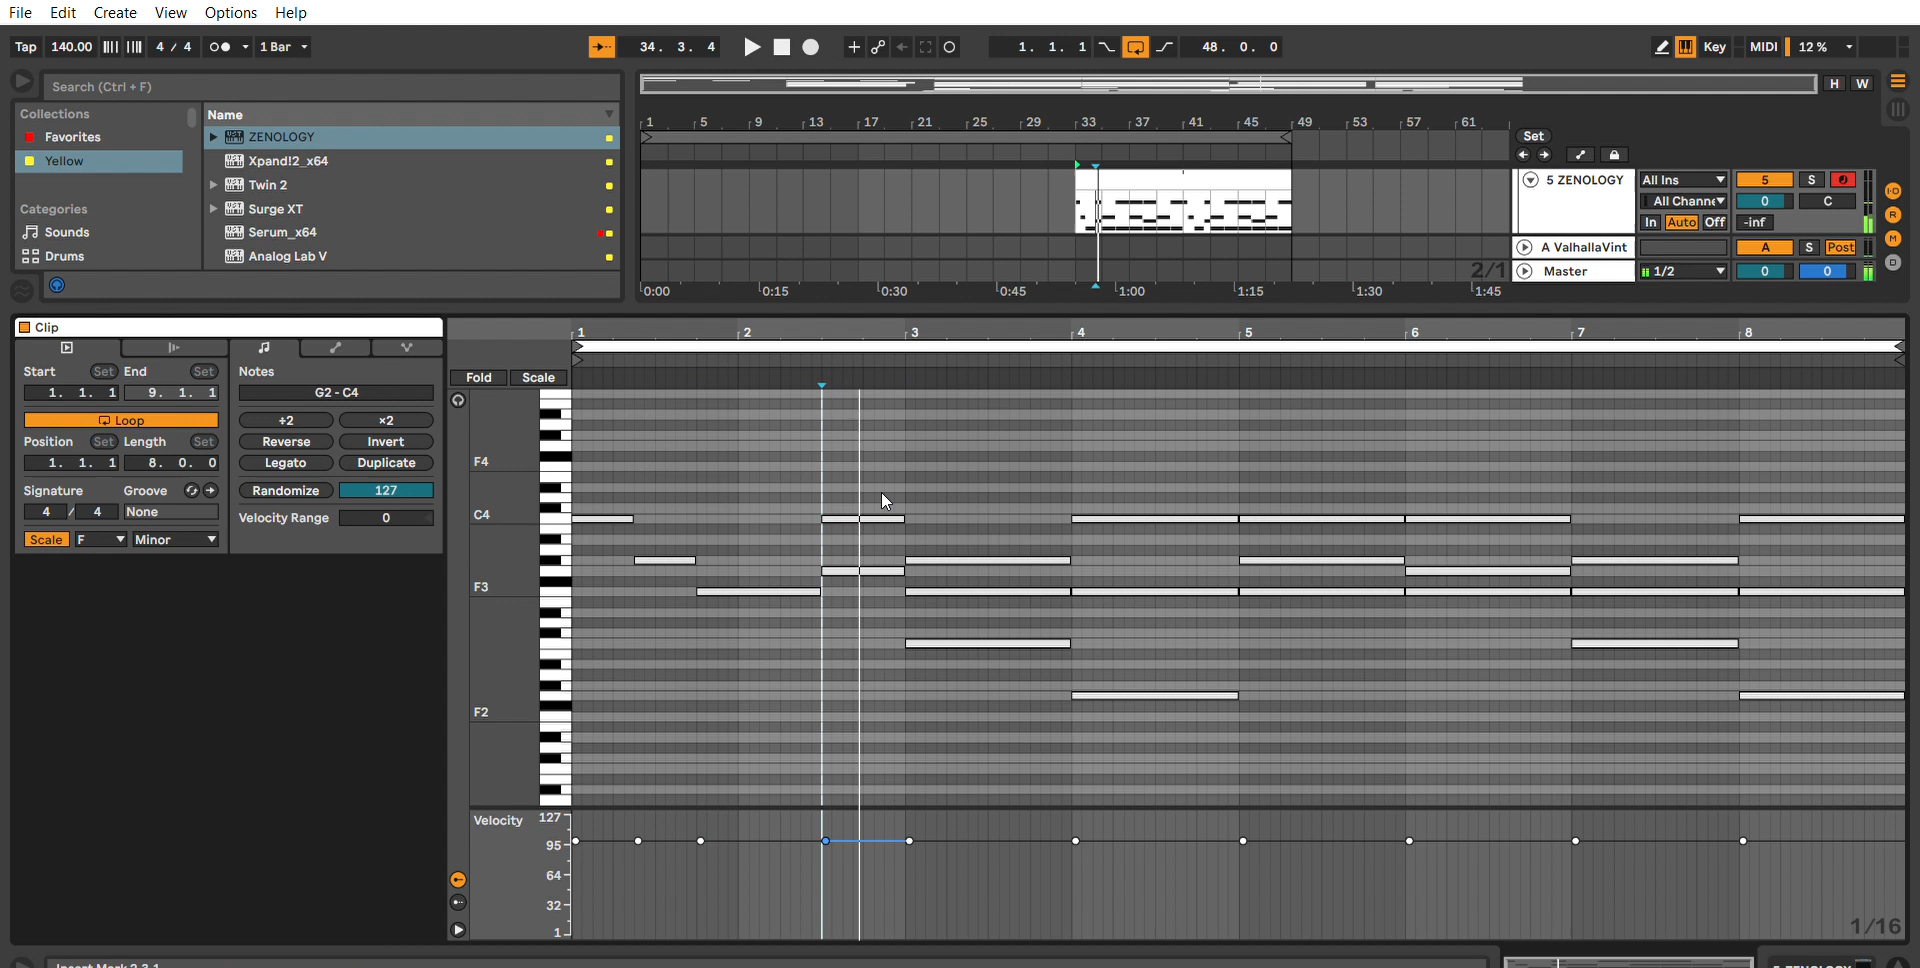 File Edit Create View Options Help
Tap 140.00 4 / 4 1 Bar 34. 3. 4 1. 1. 1 48. 0. 0 Key MIDI 12 %
Search (Ctrl + F)
H W
Collections Name
Favorites ZENOLOGY
Yellow Xpand!2_x64
Twin 2
Categories Surge XT
Sounds Serum_x64
Drums Analog Lab V
1 5 9 13 17 21 25 29 33 37 41 45 49 53 57 61
Set
5 ZENOLOGY All Ins 5 S
All Channe 0 C
In Auto Off -inf
A ValhallaVint A S Post
2/1 Master 1/2 0 0
0:00 0:15 0:30 0:45 1:00 1:15 1:30 1:45
I·O
R
M
D
Clip
1 2 3 4 5 6 7 8
Start Set End Set Notes
1. 1. 1 9. 1. 1 G2 - C4
Fold Scale
Loop +2 ×2
Position Set Length Set Reverse Invert
1. 1. 1 8. 0. 0 Legato Duplicate
Signature Groove Randomize 127
4 / 4 None Velocity Range 0
Scale F Minor
F4
C4
F3
F2
Velocity 127
95
64
32
1
1/16